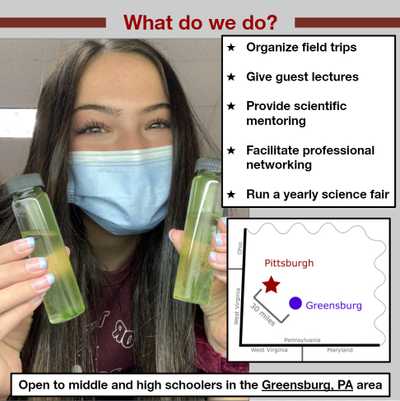 What do we do?
★ Organize field trips
★ Give guest lectures
★ Provide scientific
mentoring
★ Facilitate professional
networking
★ Run a yearly science fair
Ohio
Pittsburgh
Greensburg
30 miles
West Virginia
Pennsylvania
West Virginia
Maryland
Open to middle and high schoolers in the Greensburg, PA area